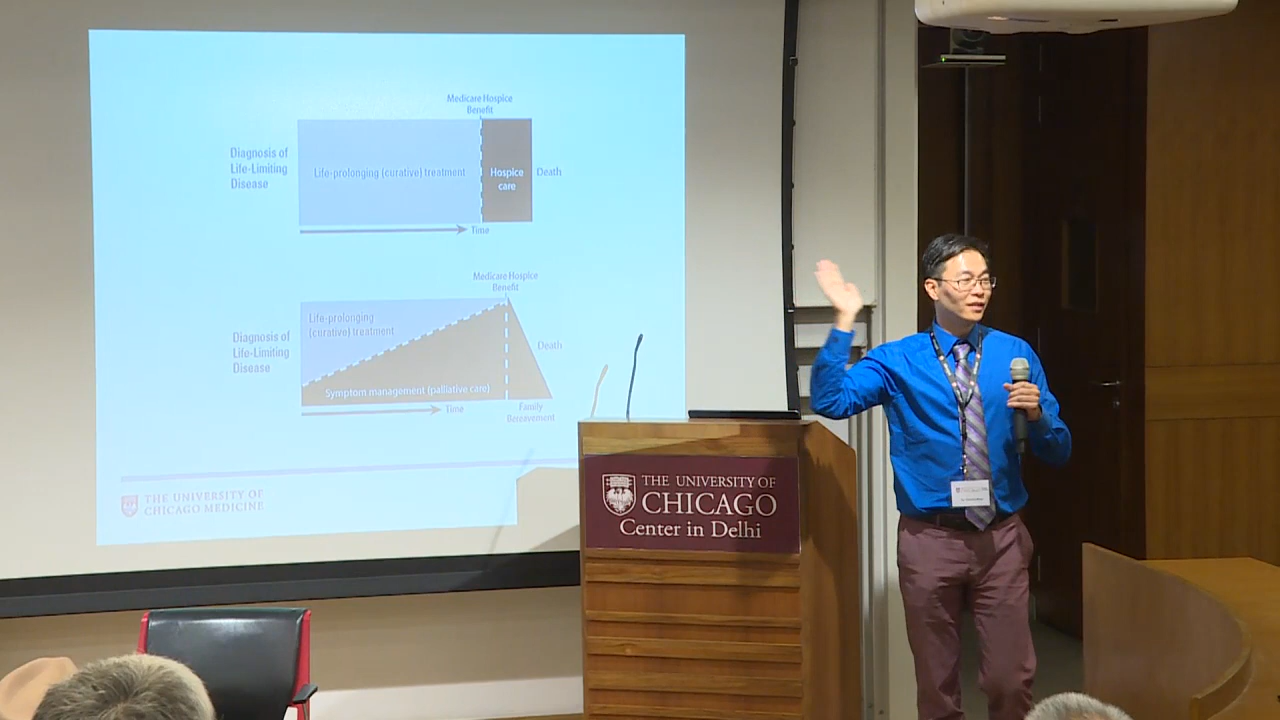 Medicare Hospice
Benefit
Diagnosis of
Life-Limiting
Disease
Life-prolonging (curative) treatment
Hospice
care
Death
Time
Medicare Hospice
Benefit
Life-prolonging
(curative) treatment
Diagnosis of
Life-Limiting
Disease
Death
Symptom management (palliative care)
Time
Family
Bereavement
THE UNIVERSITY OF
CHICAGO MEDICINE
THE UNIVERSITY OF
CHICAGO
Center in Delhi